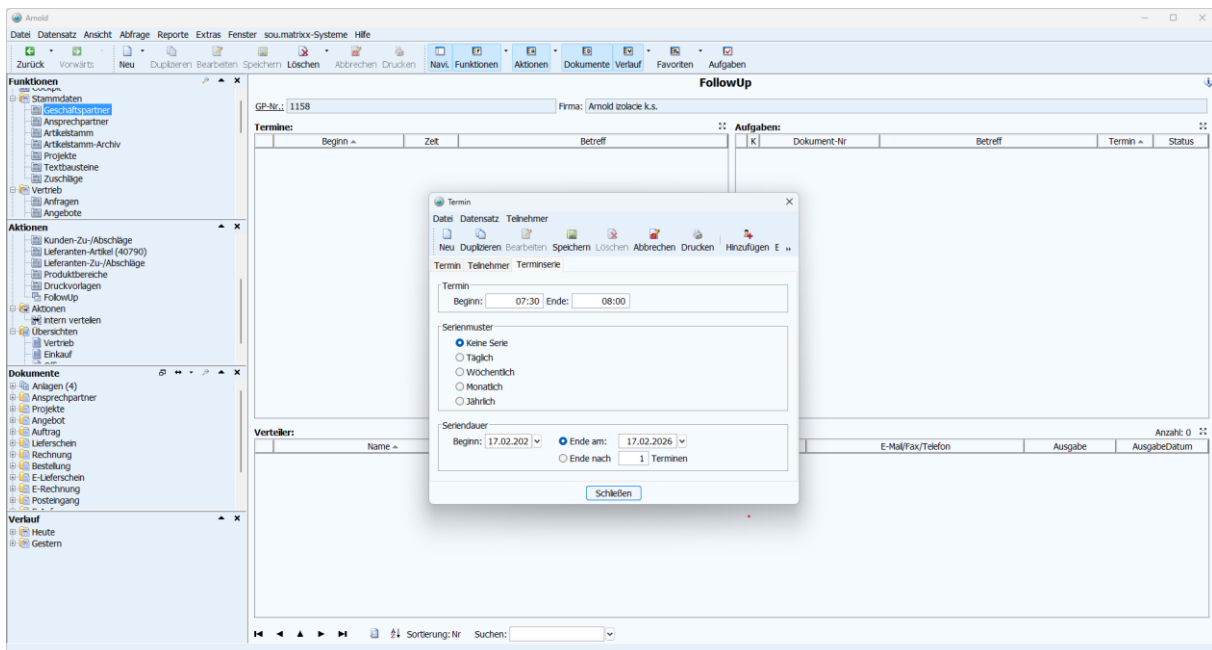 Arnold
Datei Datensatz Ansicht Abfrage Reporte Extras Fenster sou.matrixx-Systeme Hilfe
Zurück Vorwärts Neu Duplizieren Bearbeiten Speichern Löschen Abbrechen Drucken Navi. Funktionen Aktionen Dokumente Verlauf Favoriten Aufgaben
Funktionen
Cockpit
Stammdaten
Geschäftspartner
Ansprechpartner
Artikelstamm
Artikelstamm-Archiv
Projekte
Textbausteine
Zuschläge
Vertrieb
Anfragen
Angebote
Aktionen
Kunden-Zu-/Abschläge
Lieferanten-Artikel (40790)
Lieferanten-Zu-/Abschläge
Produktbereiche
Druckvorlagen
FollowUp
Aktionen
intern verteilen
Übersichten
Vertrieb
Einkauf
Dokumente
Anlagen (4)
Ansprechpartner
Projekte
Angebot
Auftrag
Lieferschein
Rechnung
Bestellung
E-Lieferschein
E-Rechnung
Posteingang
Verlauf
Heute
Gestern
FollowUp
GP-Nr.: 1158 Firma: Arnold izolacie k.s.
Termine:
Beginn Zeit Betreff
Aufgaben:
K Dokument-Nr Betreff Termin Status
Verteiler: Anzahl: 0
Name E-Mail/Fax/Telefon Ausgabe AusgabeDatum
Sortierung: Nr Suchen:
Termin
Datei Datensatz Teilnehmer
Neu Duplizieren Bearbeiten Speichern Löschen Abbrechen Drucken Hinzufügen E »
Termin Teilnehmer Terminserie
Termin
Beginn: 07:30 Ende: 08:00
Serienmuster
Keine Serie
Täglich
Wöchentlich
Monatlich
Jährlich
Seriendauer
Beginn: 17.02.202 Ende am: 17.02.2026
Ende nach 1 Terminen
Schließen